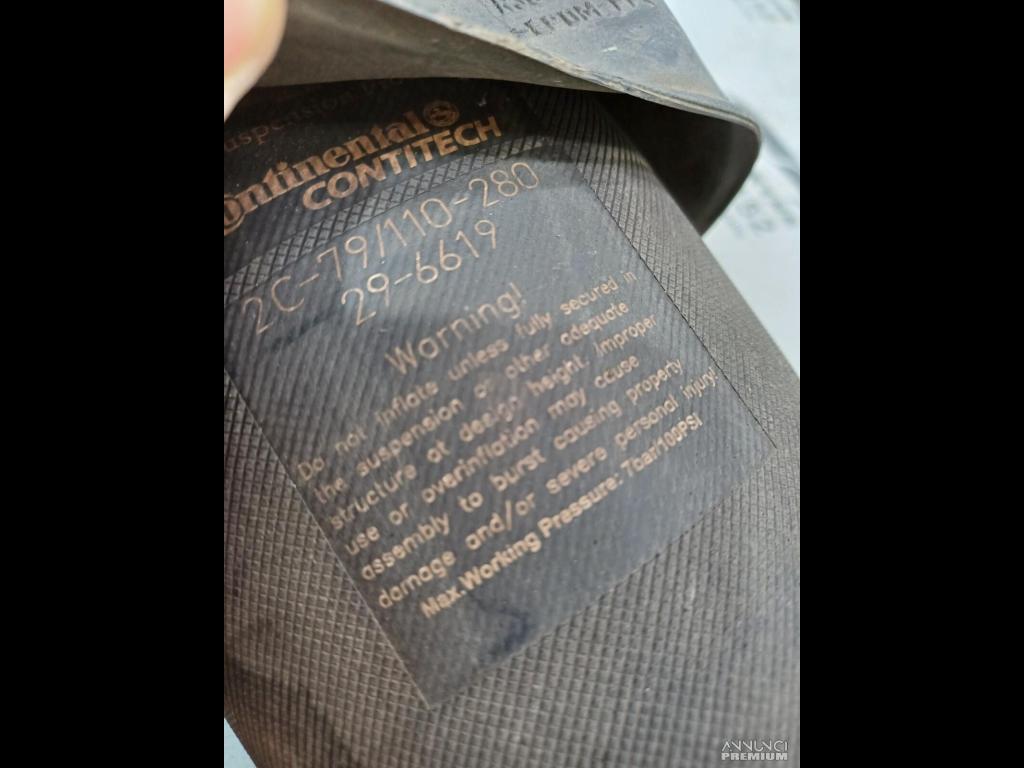 Continental
CONTITECH
2C-79/110-280
29-6619
Warning!
Do not inflate unless fully secured in
the suspension or other adequate
structure at design height. Improper
use or overinflation may cause
assembly to burst causing property
damage and/or severe personal injury!
Max.Working Pressure: 7bar/100PSI
ANNUNCI
PREMIUM